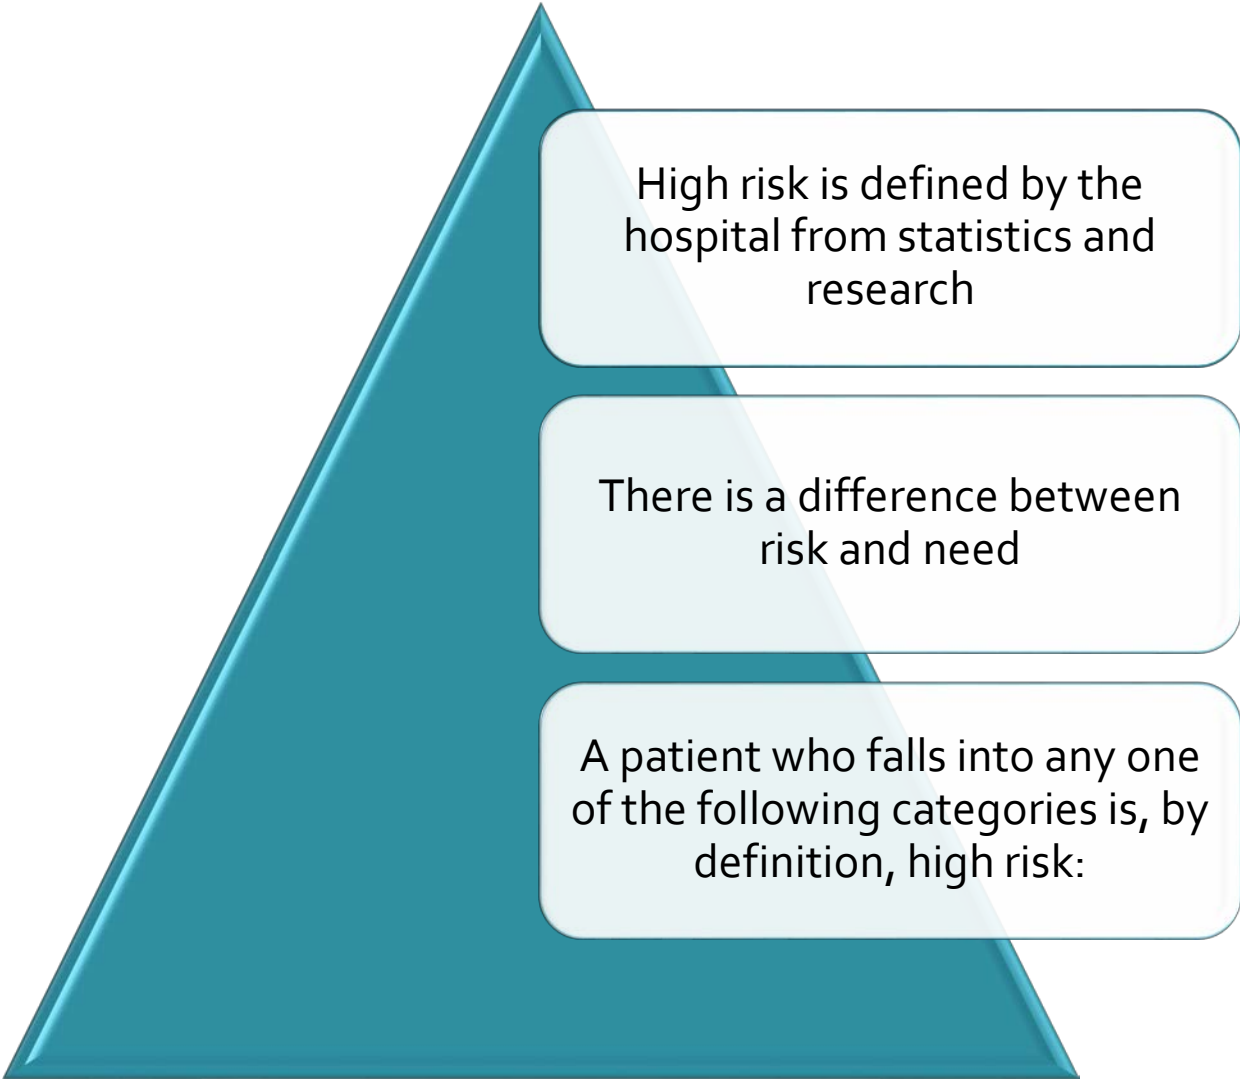 High risk is defined by the
hospital from statistics and
research
There is a difference between
risk and need
A patient who falls into any one
of the following categories is, by
definition, high risk: